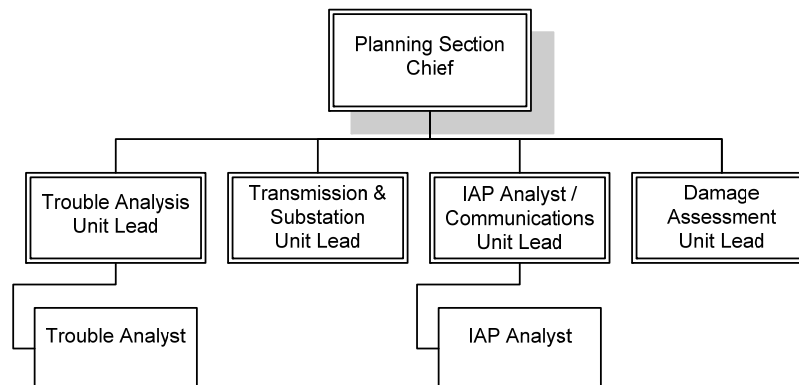 Planning Section
Chief
Trouble Analysis
Unit Lead
Transmission &
Substation
Unit Lead
IAP Analyst /
Communications
Unit Lead
Damage
Assessment
Unit Lead
Trouble Analyst
IAP Analyst